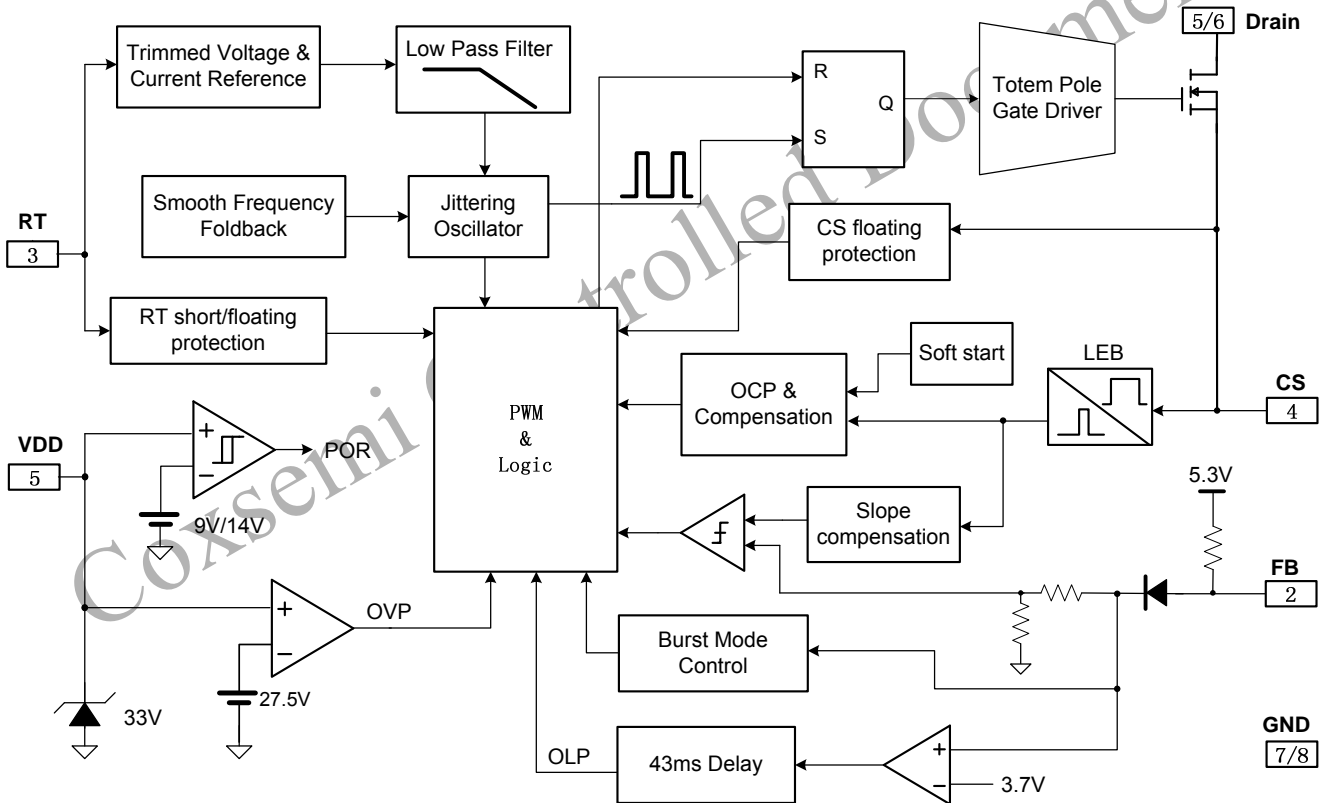 Trimmed Voltage &
Current Reference
Low Pass Filter
R
S
Q
Totem Pole
Gate Driver
5/6
Drain
Smooth Frequency
Foldback
Jittering
Oscillator
CS floating
protection
RT
3
RT short/floating
protection
Soft start
LEB
OCP &
Compensation
CS
4
PWM
&
Logic
VDD
5
+
−
POR
9V/14V
5.3V
Slope
compensation
FB
2
+
−
OVP
27.5V
33V
Burst Mode
Control
OLP
43ms Delay
+
−
3.7V
GND
7/8
Coxsemi